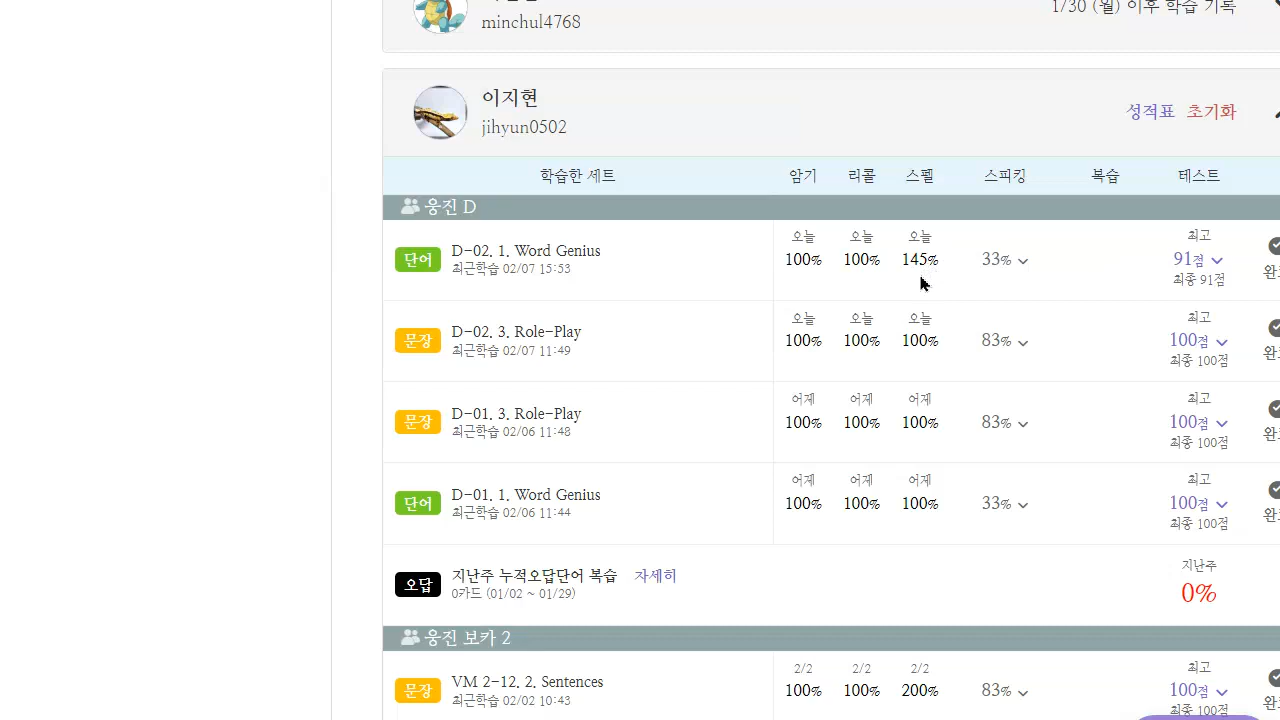 minchul4768
1/30 (월) 이후 학습 기록
이지현
jihyun0502
성적표 초기화
학습한 세트 암기 리콜 스펠 스피킹 복습 테스트
웅진 D
단어 D-02. 1. Word Genius
최근학습 02/07 15:53
오늘 오늘 오늘 최고
100% 100% 145% 33% 91점
최종 91점
문장 D-02. 3. Role-Play
최근학습 02/07 11:49
오늘 오늘 오늘 최고
100% 100% 100% 83% 100점
최종 100점
문장 D-01. 3. Role-Play
최근학습 02/06 11:48
어제 어제 어제 최고
100% 100% 100% 83% 100점
최종 100점
단어 D-01. 1. Word Genius
최근학습 02/06 11:44
어제 어제 어제 최고
100% 100% 100% 33% 100점
최종 100점
오답 지난주 누적오답단어 복습 자세히
0카드 (01/02 ~ 01/29)
지난주
0%
웅진 보카 2
문장 VM 2-12. 2. Sentences
최근학습 02/02 10:43
2/2 2/2 2/2 최고
100% 100% 200% 83% 100점
최종 100점